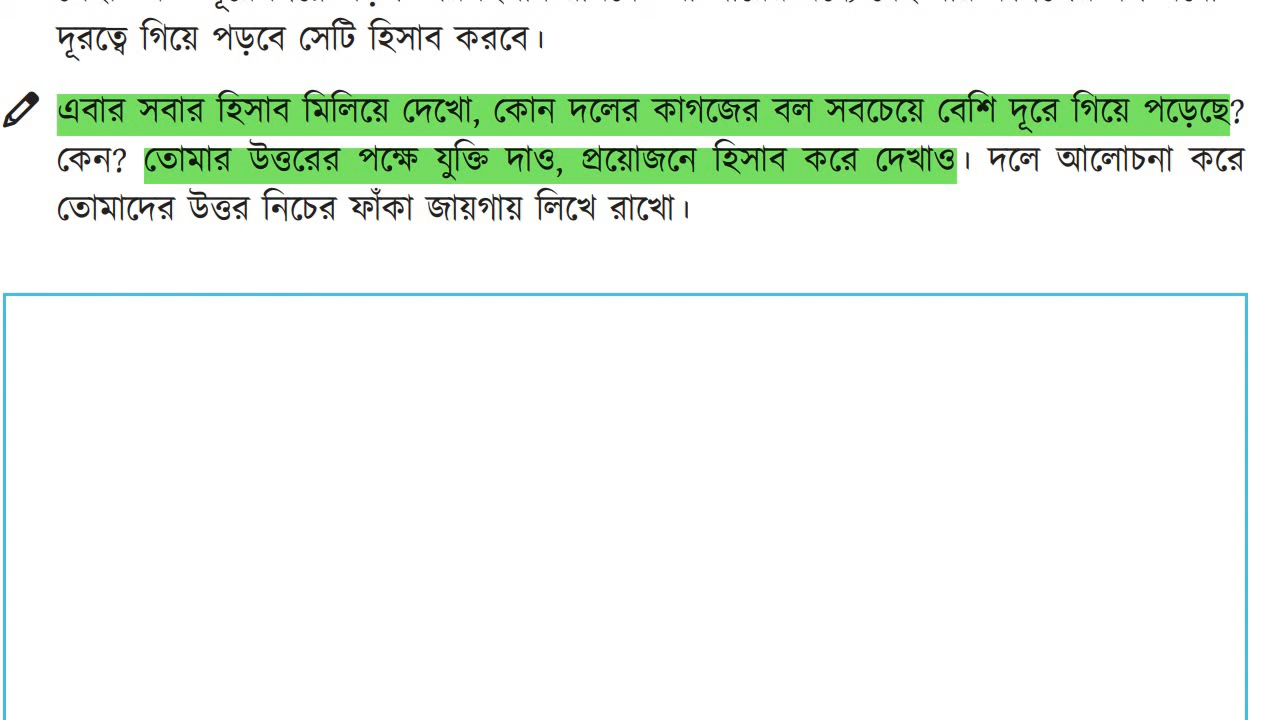 দূরত্বে গিয়ে পড়বে সেটি হিসাব করবে।
এবার সবার হিসাব মিলিয়ে দেখো, কোন দলের কাগজের বল সবচেয়ে বেশি দূরে গিয়ে পড়েছে?
কেন? তোমার উত্তরের পক্ষে যুক্তি দাও, প্রয়োজনে হিসাব করে দেখাও। দলে আলোচনা করে
তোমাদের উত্তর নিচের ফাঁকা জায়গায় লিখে রাখো।